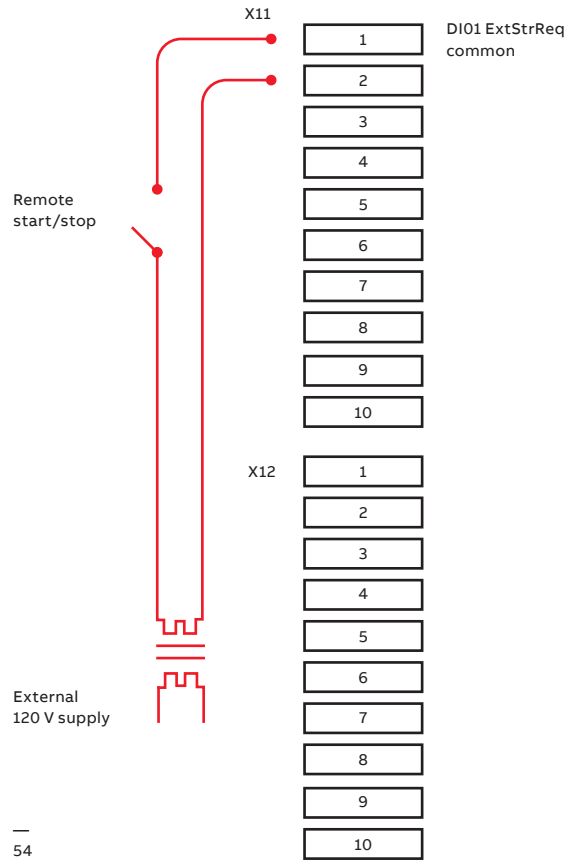 X11
1
DI01 ExtStrReq
common
2
3
4
Remote
start/stop
5
6
7
8
9
10
X12
1
2
3
4
5
6
External
120 V supply
7
8
9
10
—
54